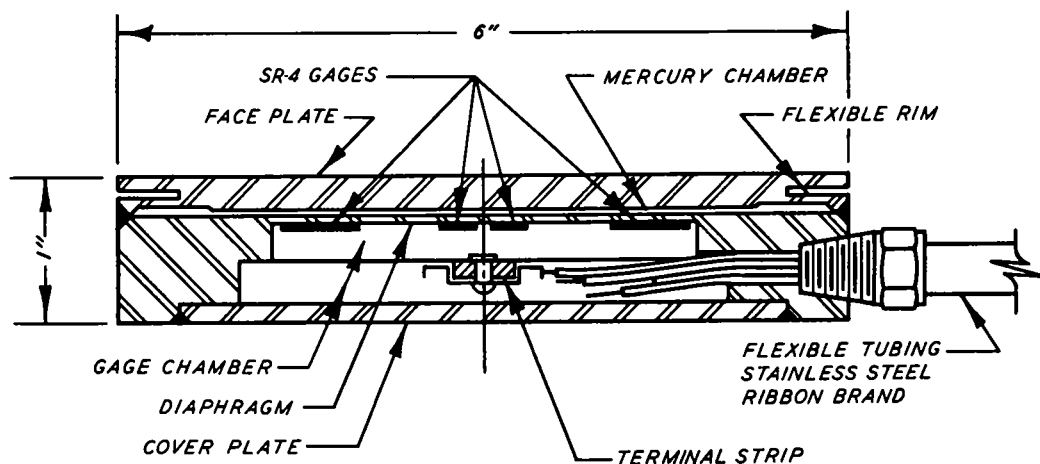 6"
SR-4 GAGES
MERCURY CHAMBER
FACE PLATE
FLEXIBLE RIM
1"
GAGE CHAMBER
DIAPHRAGM
COVER PLATE
TERMINAL STRIP
FLEXIBLE TUBING
STAINLESS STEEL
RIBBON BRAND